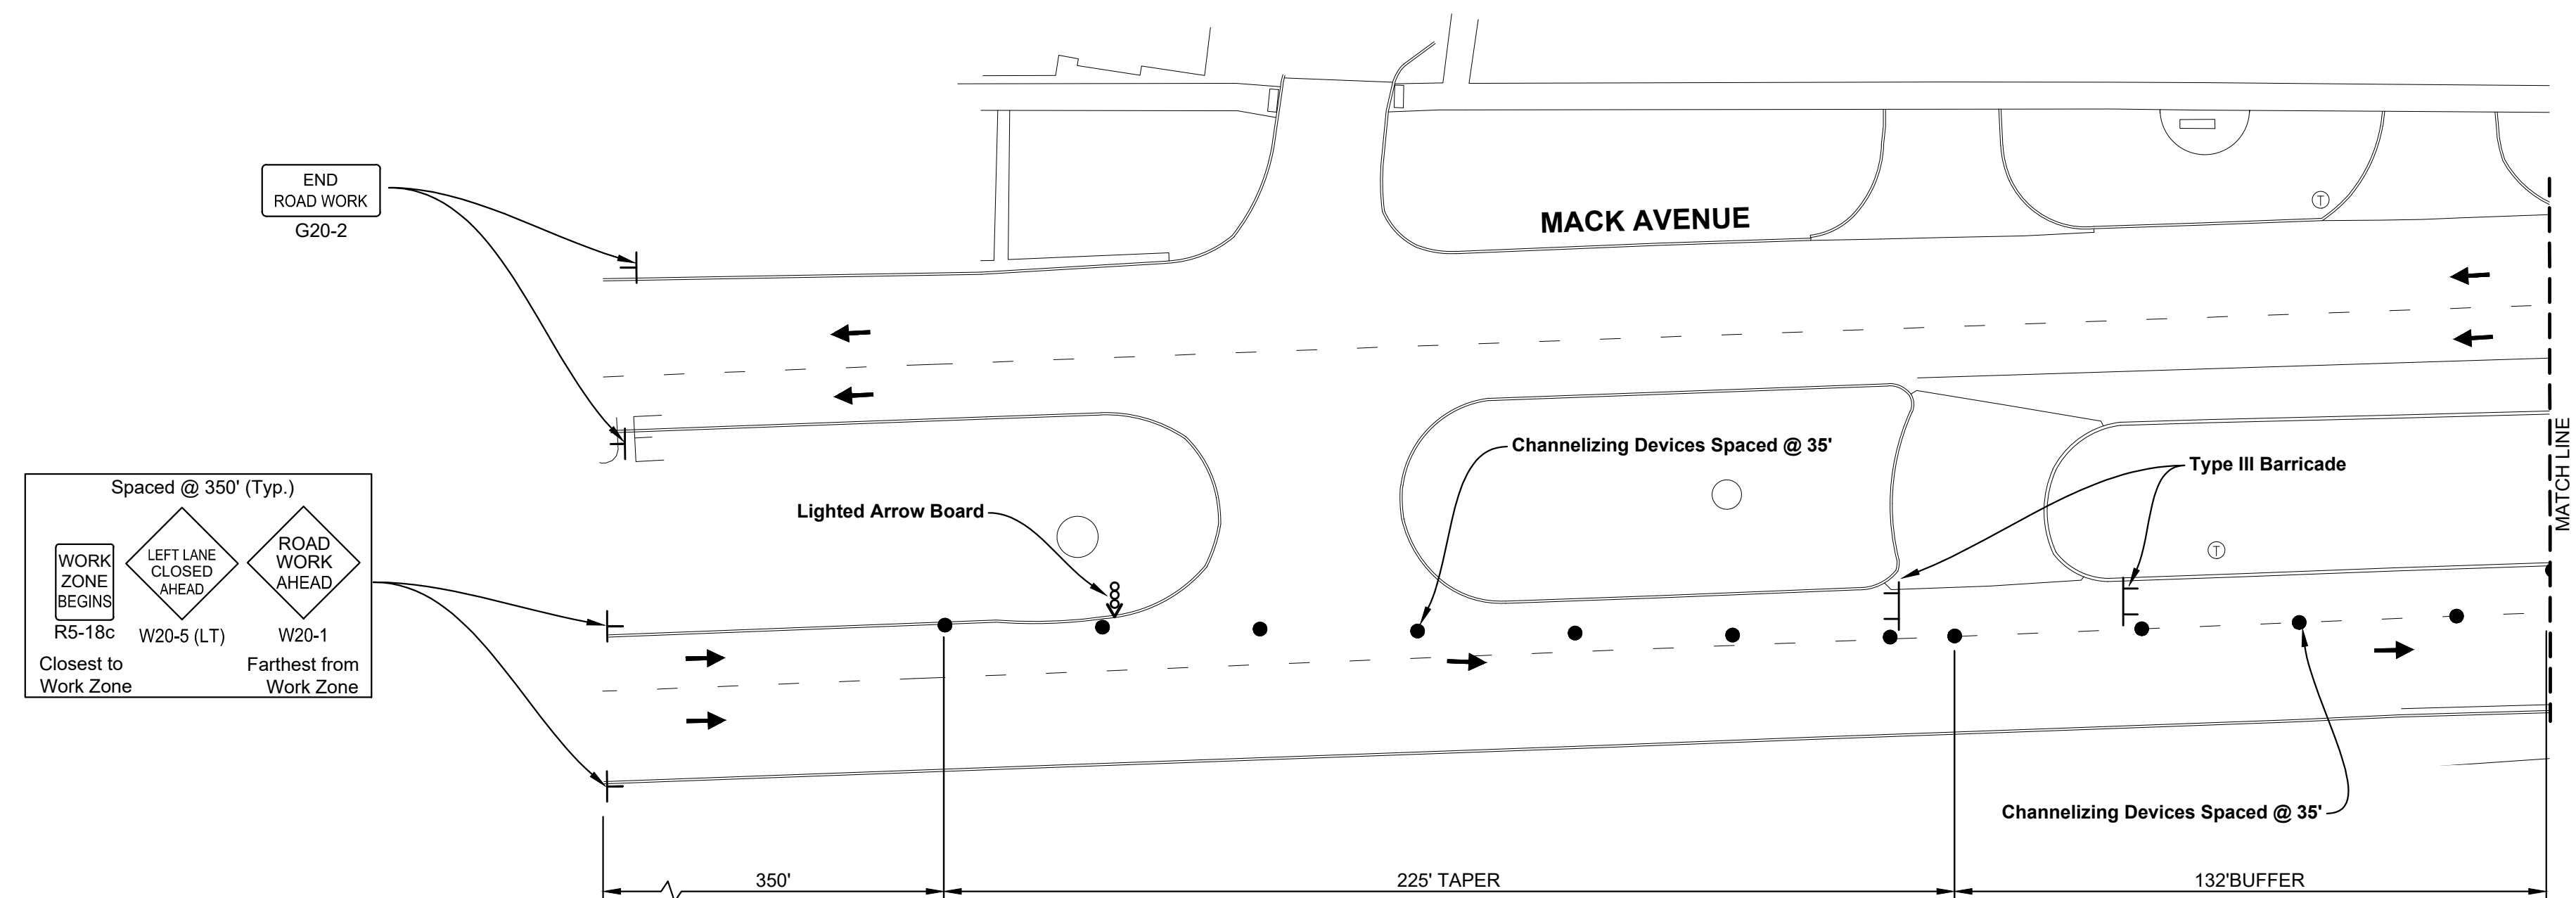 MACK AVENUE
END
ROAD WORK
G20-2
T
MATCH LINE
Channelizing Devices Spaced @ 35'
Type III Barricade
Lighted Arrow Board
T
Spaced @ 350' (Typ.)
WORK
ZONE
BEGINS
R5-18c
LEFT LANE
CLOSED
AHEAD
W20-5 (LT)
ROAD
WORK
AHEAD
W20-1
Closest to
Work Zone
Farthest from
Work Zone
Channelizing Devices Spaced @ 35'
350'
225' TAPER
132'BUFFER